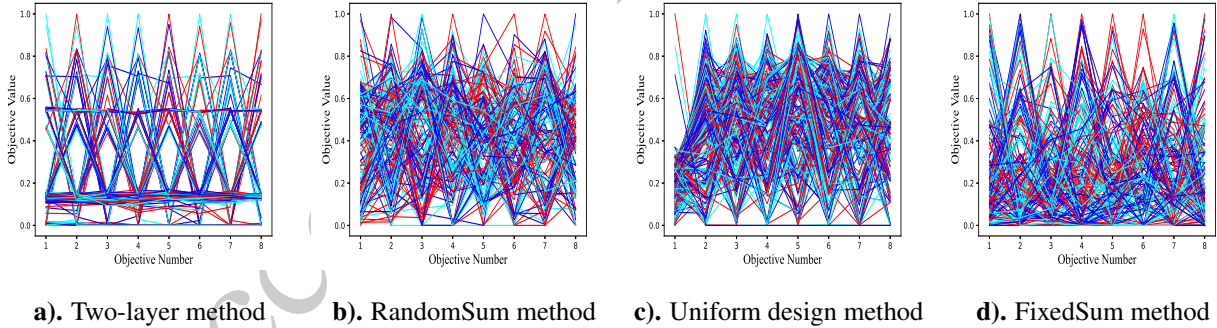 1.0 1.0 1.0 1.0
0.8 0.8 0.8 0.8
0.6 0.6 0.6 0.6
0.4 0.4 0.4 0.4
0.2 0.2 0.2 0.2
0.0 0.0 0.0 0.0
Objective Value Objective Value Objective Value Objective Value
1 2 3 4 5 6 7 8 1 2 3 4 5 6 7 8 1 2 3 4 5 6 7 8 1 2 3 4 5 6 7 8
Objective Number Objective Number Objective Number Objective Number
a). Two-layer method b). RandomSum method c). Uniform design method d). FixedSum method